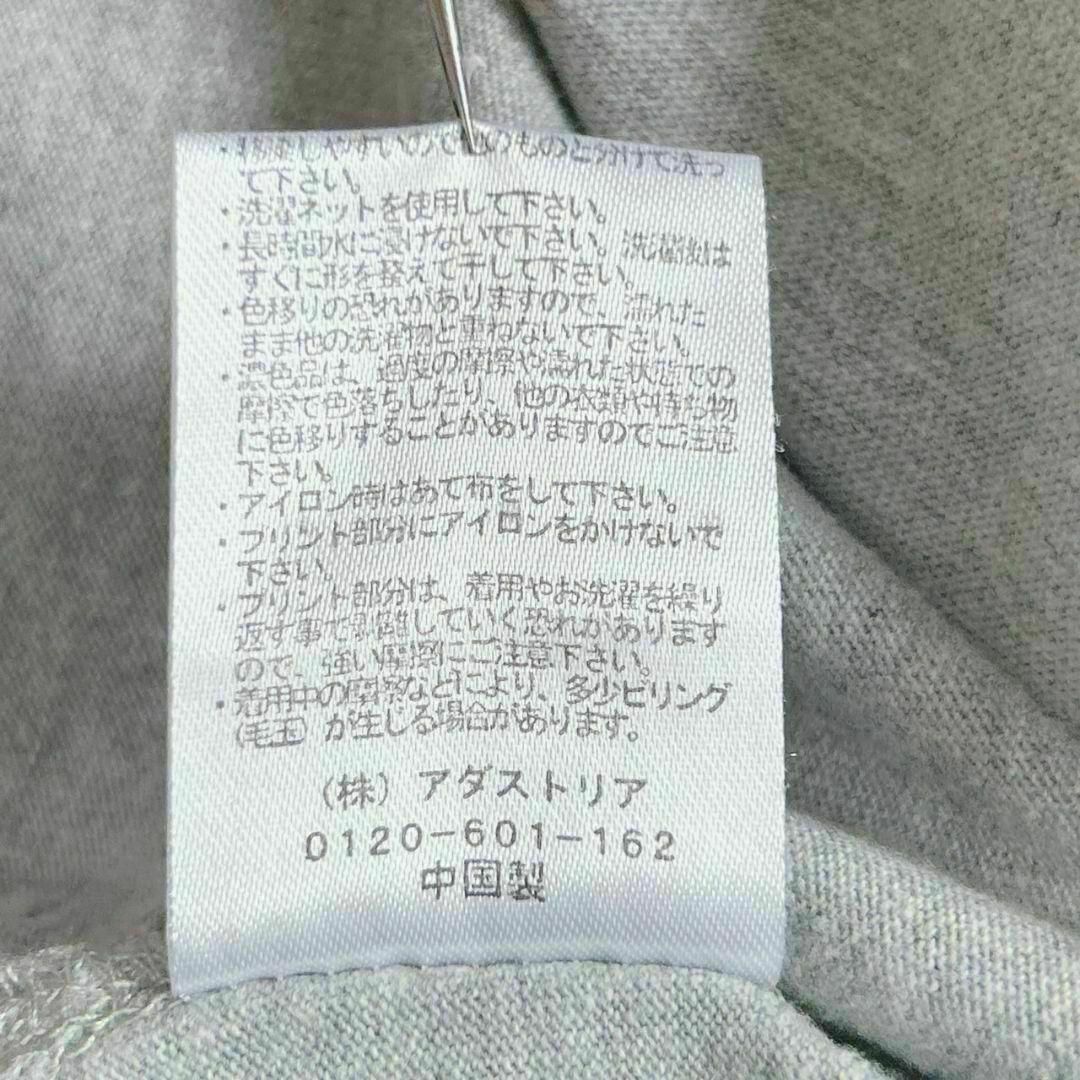 ・移染しやすいので他のものと分けて洗っ
て下さい。
・洗濯ネットを使用して下さい。
・長時間水に浸けないで下さい。洗濯後は
すぐに形を整えて干して下さい。
・色移りの恐れがありますので、濡れた
まま他の洗濯物と重ねないで下さい。
・濃色品は、過度の摩擦や濡れた状態での
摩擦で色落ちしたり、他の衣類や持ち物
に色移りすることがありますのでご注意
下さい。
・アイロン時はあて布をして下さい。
・プリント部分にアイロンをかけないで
下さい。
・プリント部分は、着用やお洗濯を繰り
返す事で剥離していく恐れがあります
ので、強い摩擦にご注意下さい。
・着用中の摩擦などにより、多少ピリング
(毛玉)が生じる場合があります。
(株)アダストリア
0120-601-162
中国製